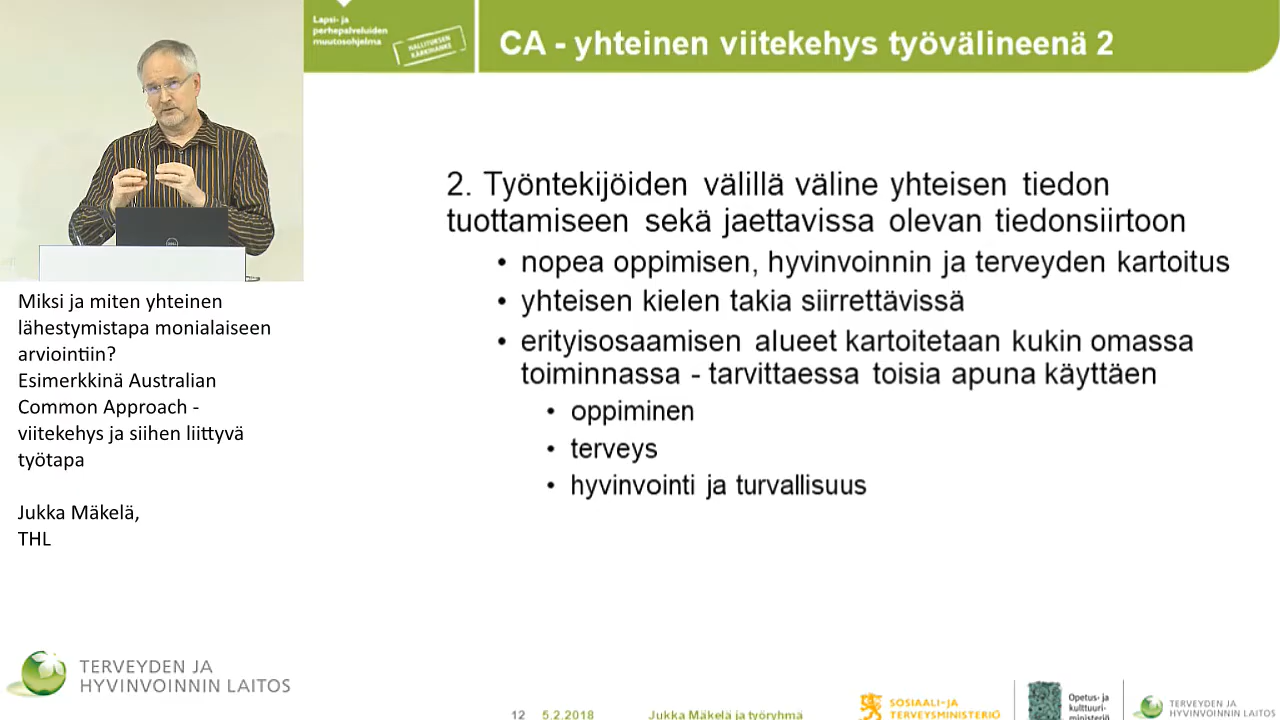 Lapsi- ja
perhepalveluiden
muutosohjelma
HALLITUKSEN
KÄRKIHANKE
CA - yhteinen viitekehys työvälineenä 2
2. Työntekijöiden välillä väline yhteisen tiedon
tuottamiseen sekä jaettavissa olevan tiedonsiirtoon
• nopea oppimisen, hyvinvoinnin ja terveyden kartoitus
• yhteisen kielen takia siirrettävissä
• erityisosaamisen alueet kartoitetaan kukin omassa
toiminnassa - tarvittaessa toisia apuna käyttäen
• oppiminen
• terveys
• hyvinvointi ja turvallisuus
Miksi ja miten yhteinen
lähestymistapa monialaiseen
arviointiin?
Esimerkkinä Australian
Common Approach -
viitekehys ja siihen liittyvä
työtapa
Jukka Mäkelä,
THL
TERVEYDEN JA
HYVINVOINNIN LAITOS
12 5.2.2018 Jukka Mäkelä ja työryhmä
SOSIAALI- JA
TERVEYSMINISTERIÖ
Opetus- ja
kulttuuri-
ministeriö
TERVEYDEN JA
HYVINVOINNIN LAITOS
DELL